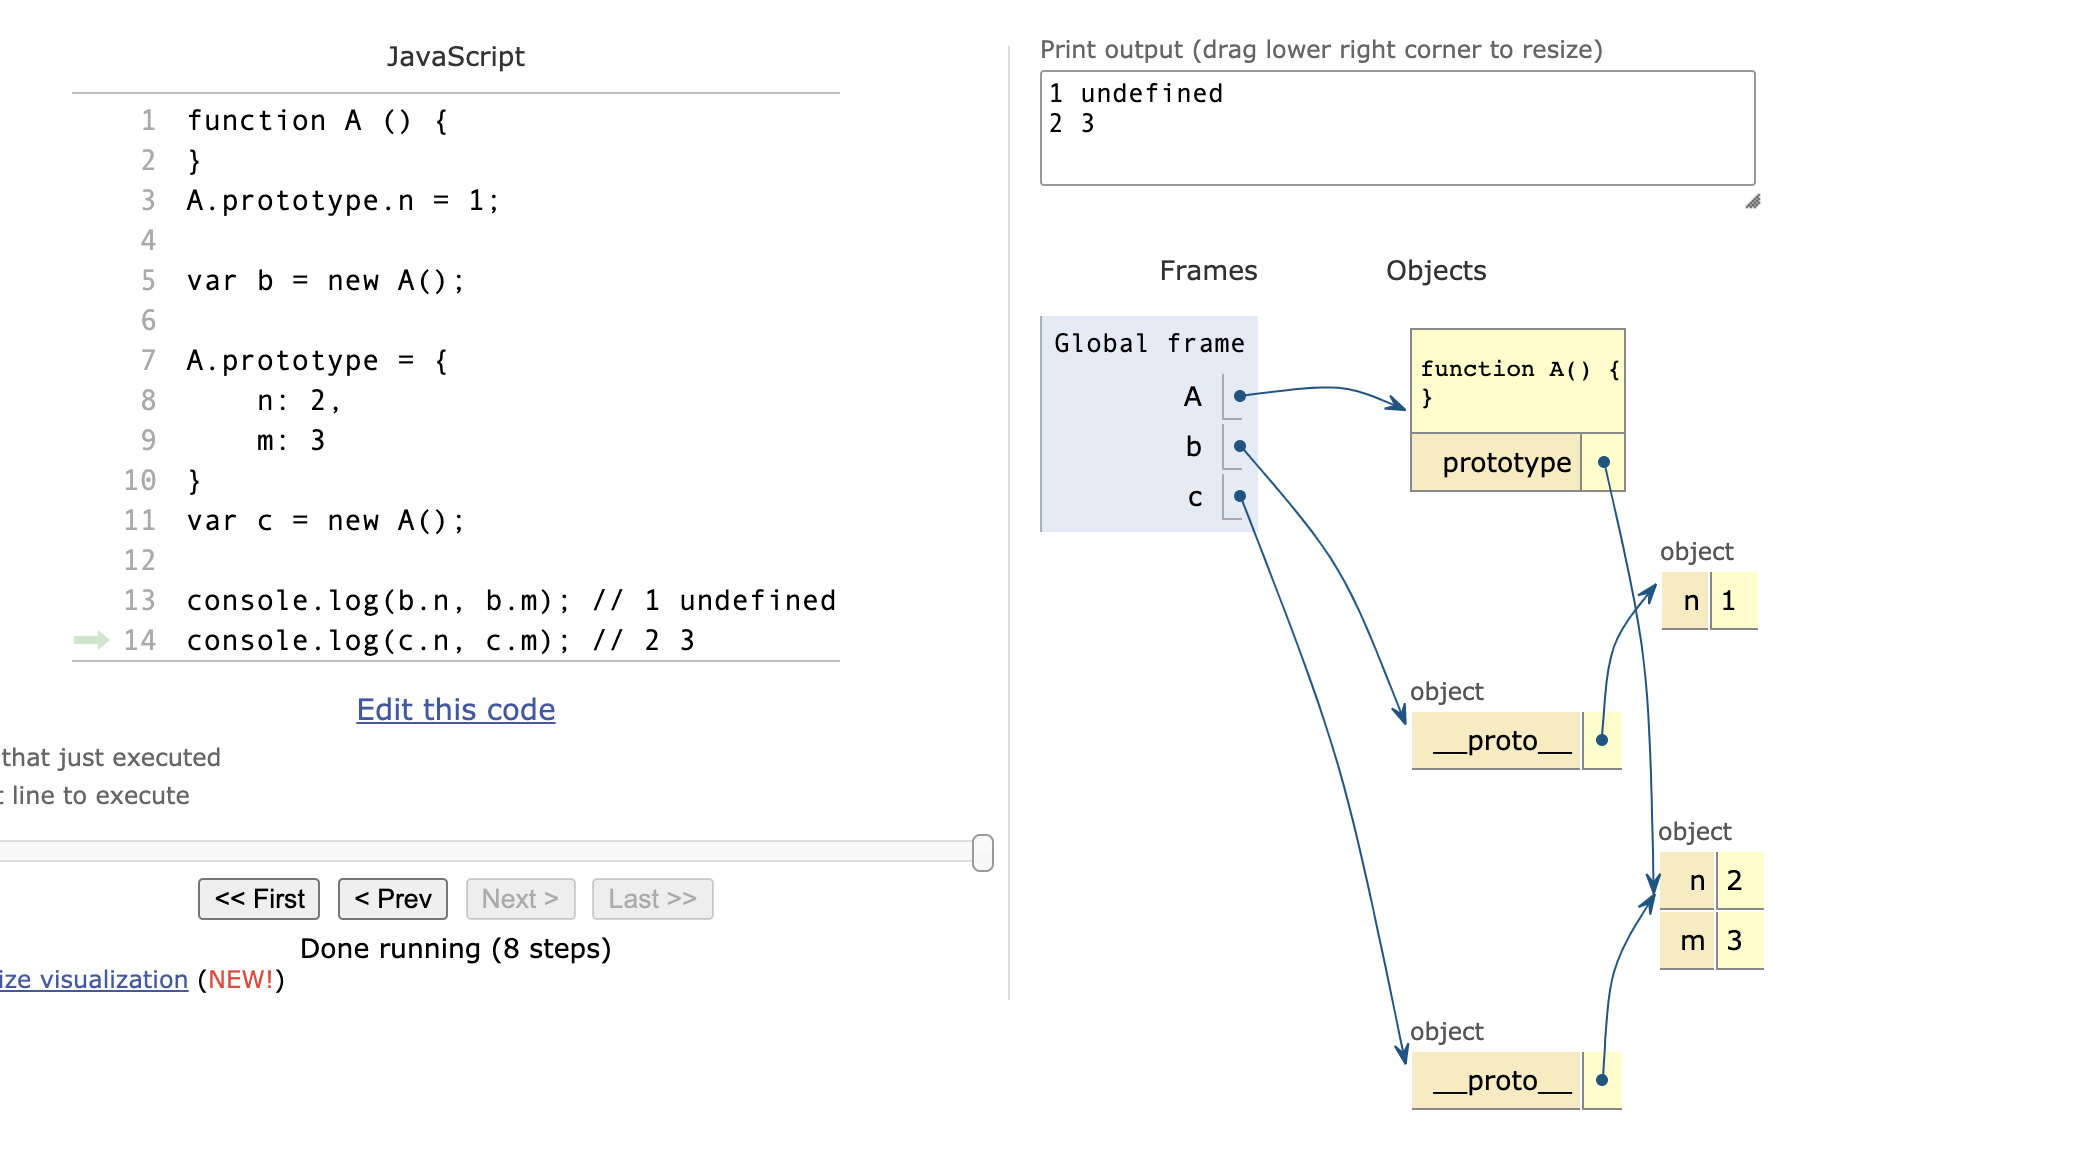 JavaScript
1 function A () {
2 }
3 A.prototype.n = 1;
4
5 var b = new A();
6
7 A.prototype = {
8     n: 2,
9     m: 3
10 }
11 var c = new A();
12
13 console.log(b.n, b.m); // 1 undefined
14 console.log(c.n, c.m); // 2 3
Edit this code
that just executed
line to execute
<< First
< Prev
Next >
Last >>
Done running (8 steps)
ize visualization (NEW!)
Print output (drag lower right corner to resize)
1 undefined
2 3
Frames
Objects
Global frame
A
b
c
function A() {
}
prototype
object
n 1
object
__proto__
object
n 2
m 3
object
__proto__